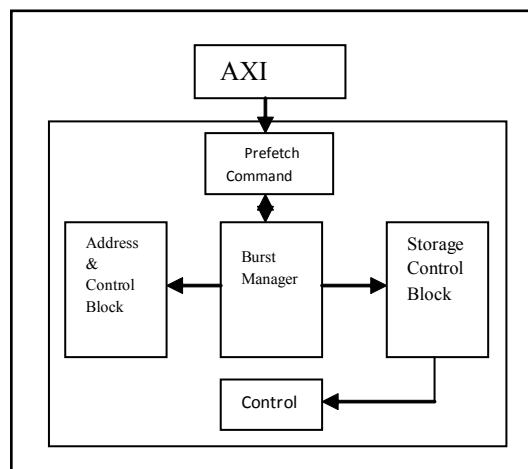 AXI
Prefetch
Command
Address
&
Control
Block
Burst
Manager
Storage
Control
Block
Control